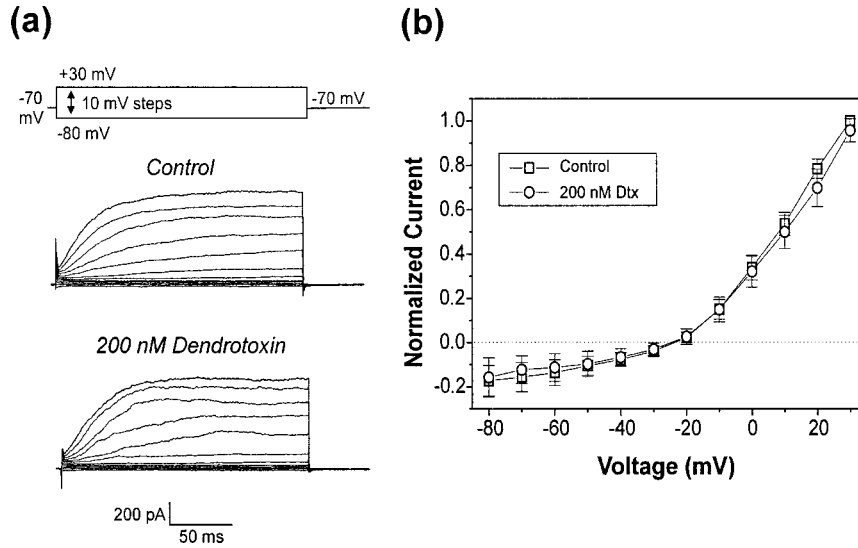 (a)
+30 mV
-70 mV
10 mV steps
-70 mV
-80 mV
Control
200 nM Dendrotoxin
200 pA
50 ms
(b)
Normalized Current
1.0
0.8
0.6
0.4
0.2
0.0
-0.2
Control
200 nM Dtx
-80 -60 -40 -20 0 20
Voltage (mV)